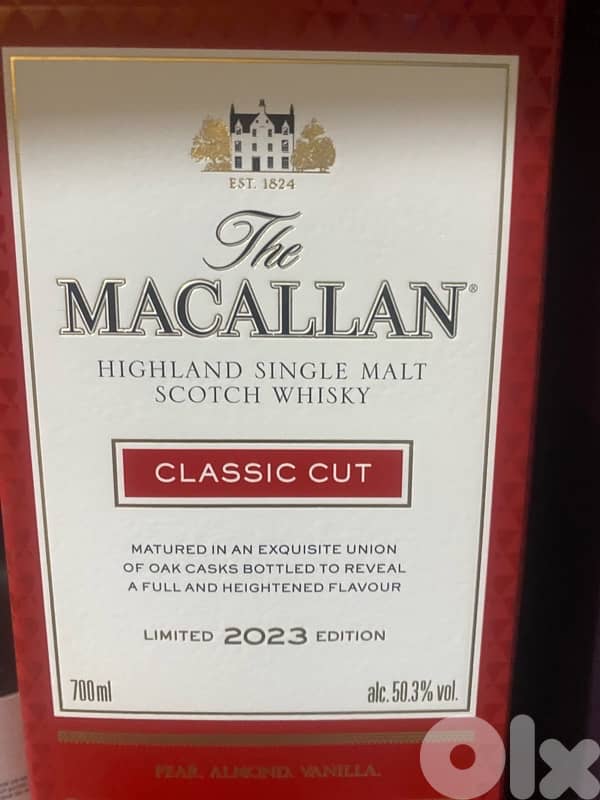 EST. 1824
The
MACALLAN®
HIGHLAND SINGLE MALT
SCOTCH WHISKY
CLASSIC CUT
MATURED IN AN EXQUISITE UNION
OF OAK CASKS BOTTLED TO REVEAL
A FULL AND HEIGHTENED FLAVOUR
LIMITED 2023 EDITION
700ml alc. 50.3% vol.
PEAR. ALMOND. VANILLA.
olx